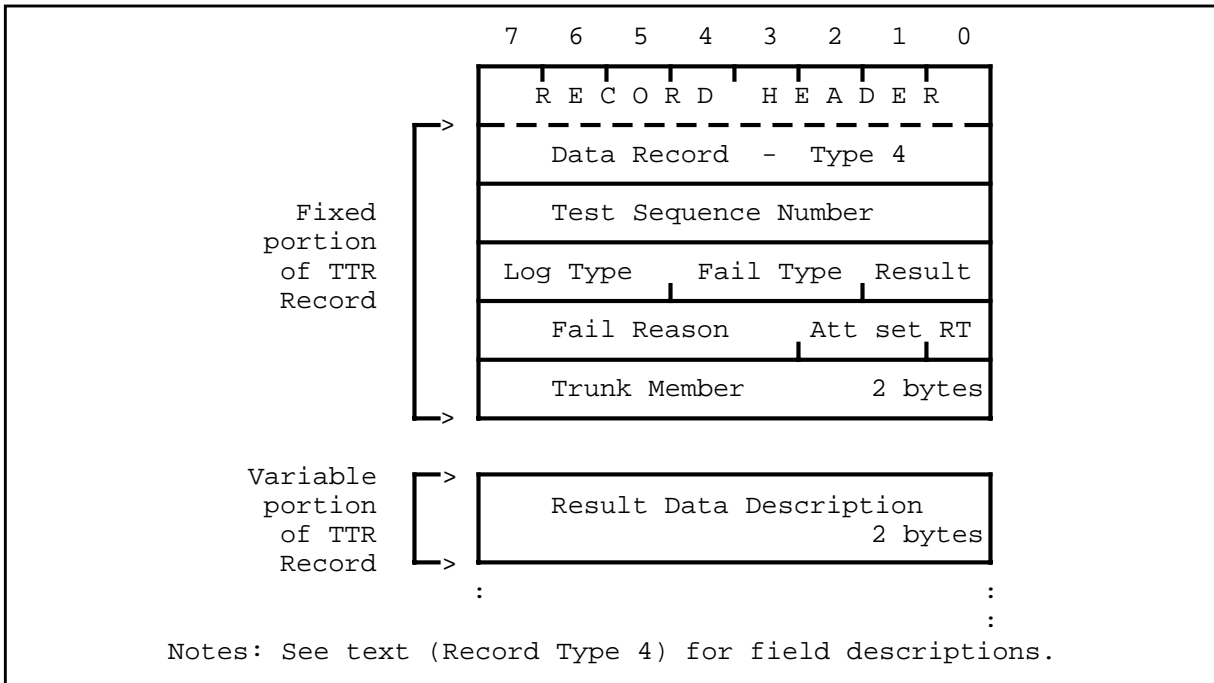 7 6 5 4 3 2 1 0
R E C O R D H E A D E R
>
Data Record - Type 4
Fixed portion of TTR Record
Test Sequence Number
Log Type Fail Type Result
Fail Reason Att set RT
Trunk Member 2 bytes
>
Variable portion of TTR Record
>
Result Data Description
2 bytes
>
: :
:
Notes: See text (Record Type 4) for field descriptions.